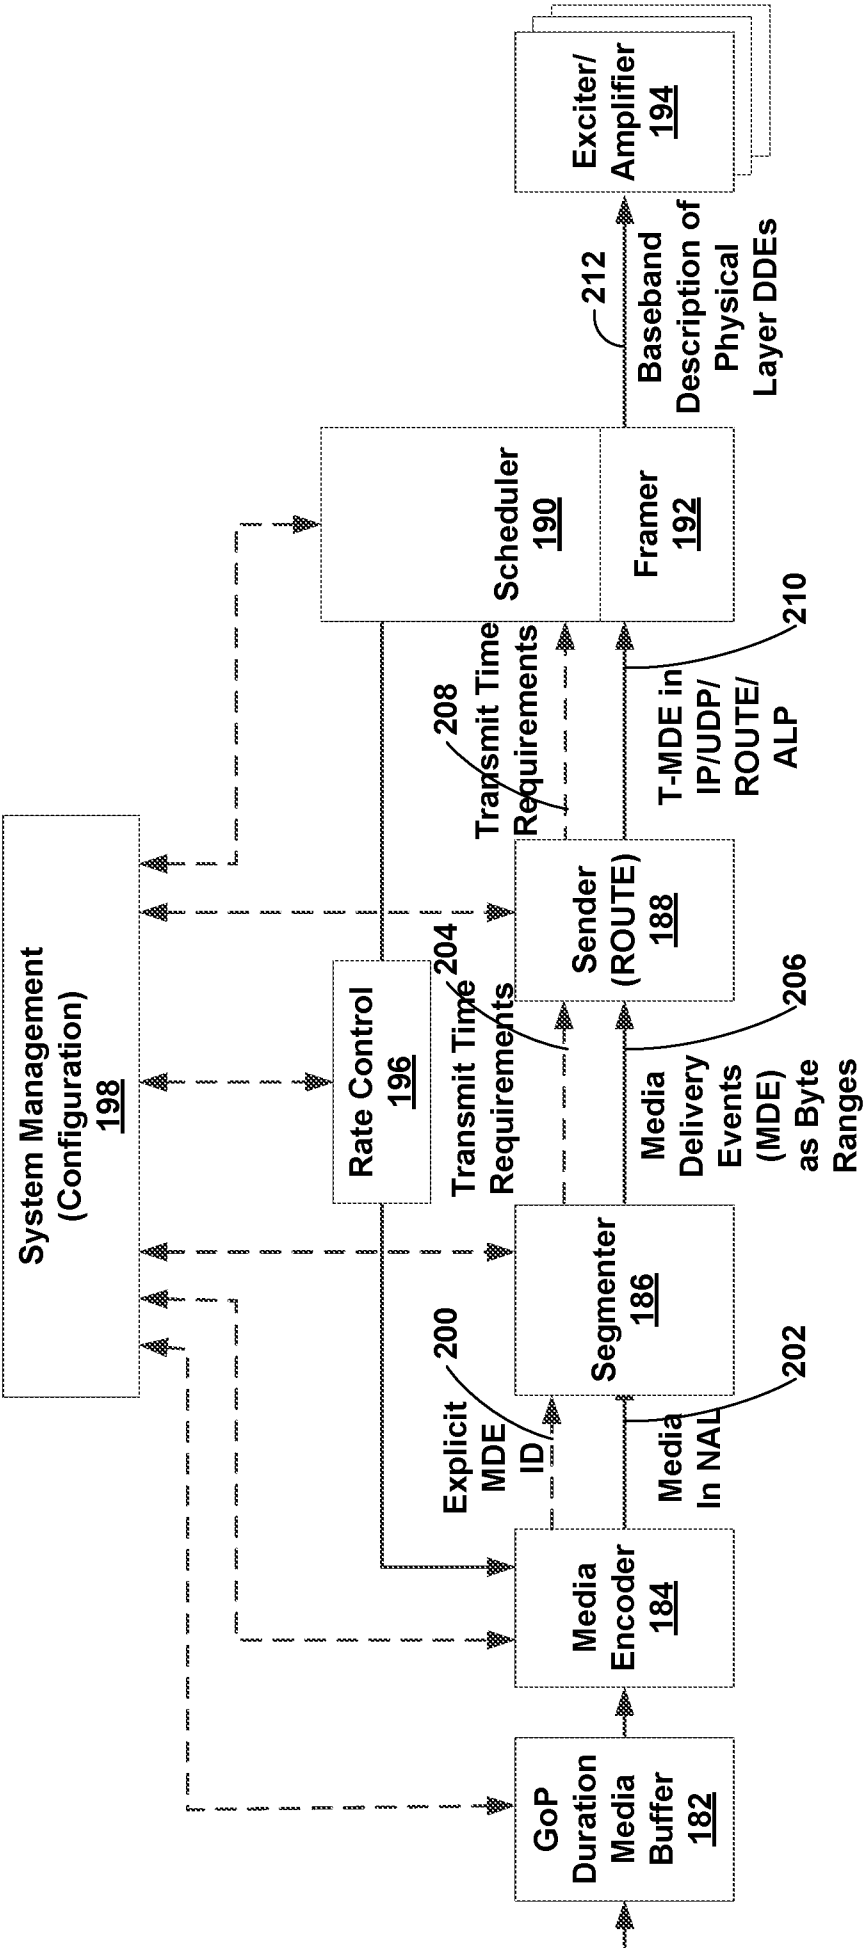 System Management
(Configuration)
198
Rate Control
196
GoP
Duration
Media
Buffer
182
Media
Encoder
184
Explicit
MDE
ID
200
Media
In NAL
202
Segmenter
186
Transmit Time
Requirements
204
Media
Delivery
Events
(MDE)
as Byte
Ranges
206
Sender
(ROUTE)
188
208
Transmit Time
Requirements
T-MDE in
IP/UDP/
ROUTE/
ALP
210
Scheduler
190
Framer
192
212
Baseband
Description of
Physical
Layer DDEs
Exciter/
Amplifier
194